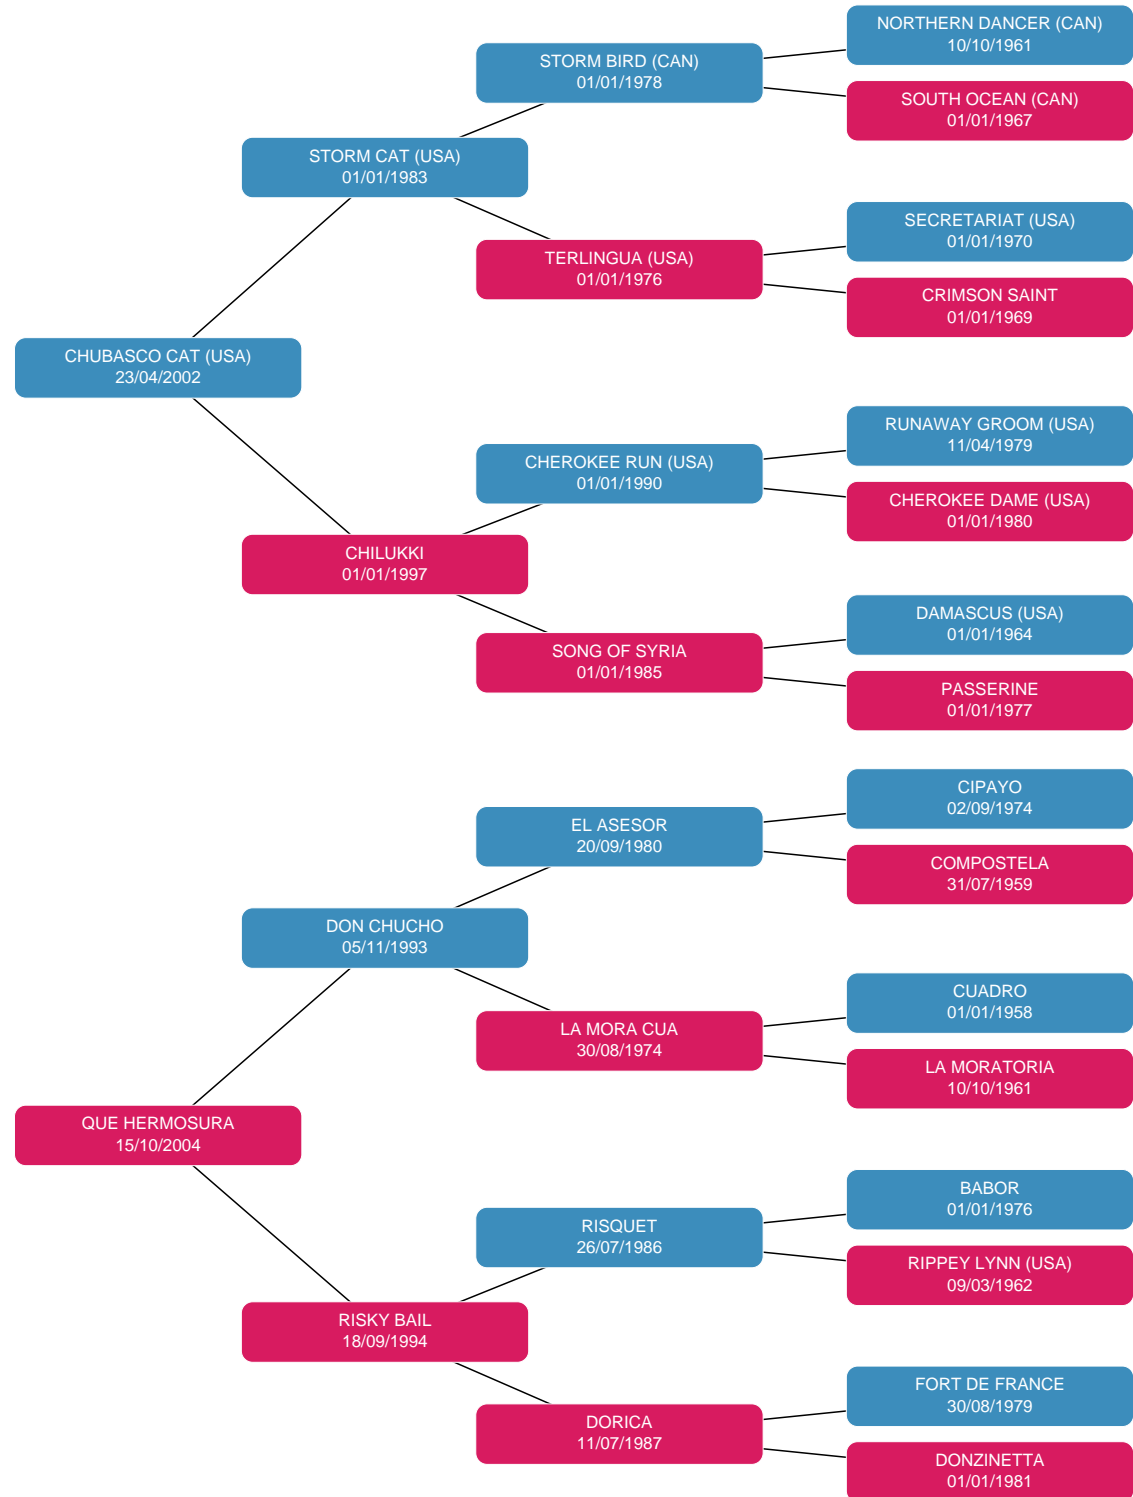 NORTHERN DANCER (CAN)
10/10/1961
STORM BIRD (CAN)
01/01/1978
SOUTH OCEAN (CAN)
01/01/1967
STORM CAT (USA)
01/01/1983
SECRETARIAT (USA)
01/01/1970
TERLINGUA (USA)
01/01/1976
CRIMSON SAINT
01/01/1969
CHUBASCO CAT (USA)
23/04/2002
RUNAWAY GROOM (USA)
11/04/1979
CHEROKEE RUN (USA)
01/01/1990
CHEROKEE DAME (USA)
01/01/1980
CHILUKKI
01/01/1997
DAMASCUS (USA)
01/01/1964
SONG OF SYRIA
01/01/1985
PASSERINE
01/01/1977
CIPAYO
02/09/1974
EL ASESOR
20/09/1980
COMPOSTELA
31/07/1959
DON CHUCHO
05/11/1993
CUADRO
01/01/1958
LA MORA CUA
30/08/1974
LA MORATORIA
10/10/1961
QUE HERMOSURA
15/10/2004
BABOR
01/01/1976
RISQUET
26/07/1986
RIPPEY LYNN (USA)
09/03/1962
RISKY BAIL
18/09/1994
FORT DE FRANCE
30/08/1979
DORICA
11/07/1987
DONZINETTA
01/01/1981